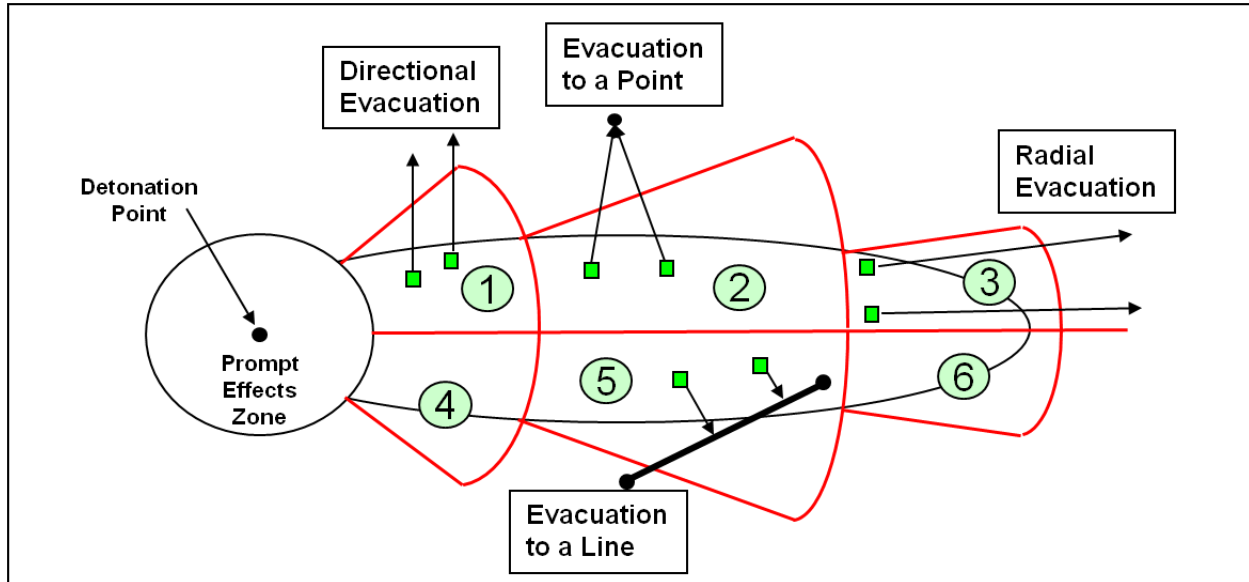 Directional
Evacuation
Evacuation
to a Point
Radial
Evacuation
Detonation
Point
1
2
3
Prompt
Effects
Zone
4
5
6
Evacuation
to a Line